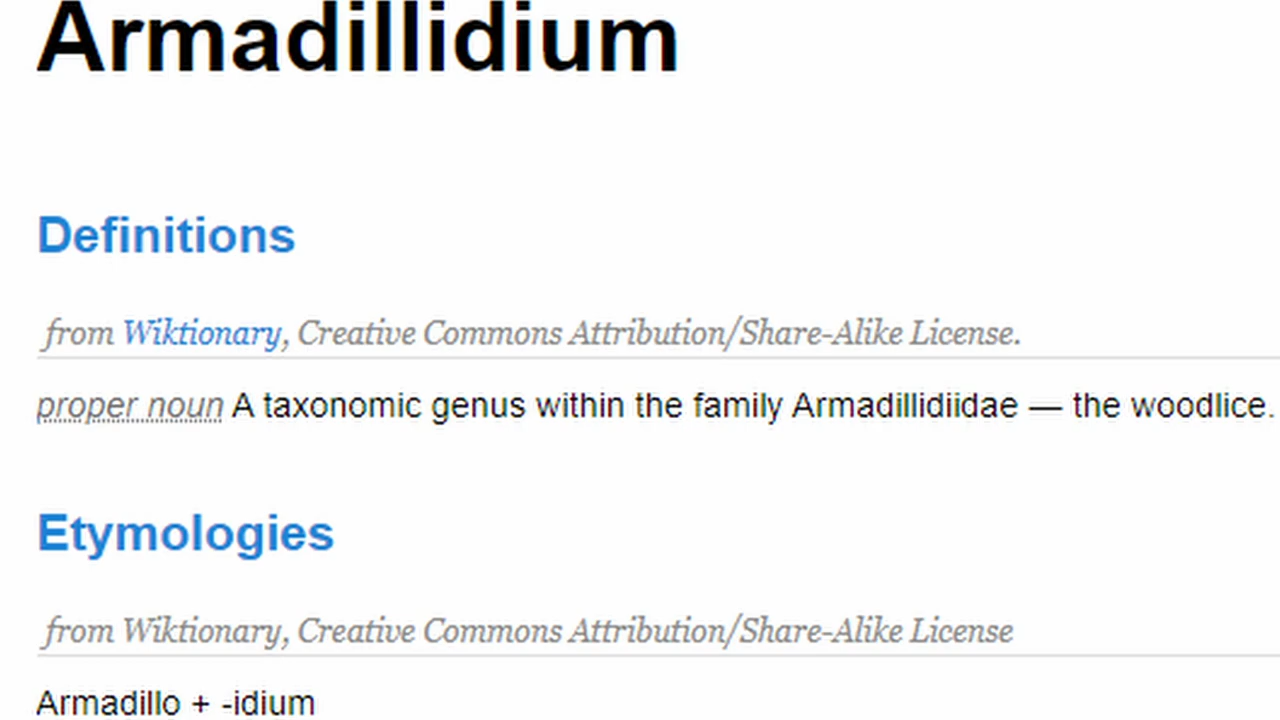 Armadillidium
Definitions
from Wiktionary, Creative Commons Attribution/Share-Alike License.
proper noun A taxonomic genus within the family Armadillidiidae — the woodlice.
Etymologies
from Wiktionary, Creative Commons Attribution/Share-Alike License
Armadillo + -idium